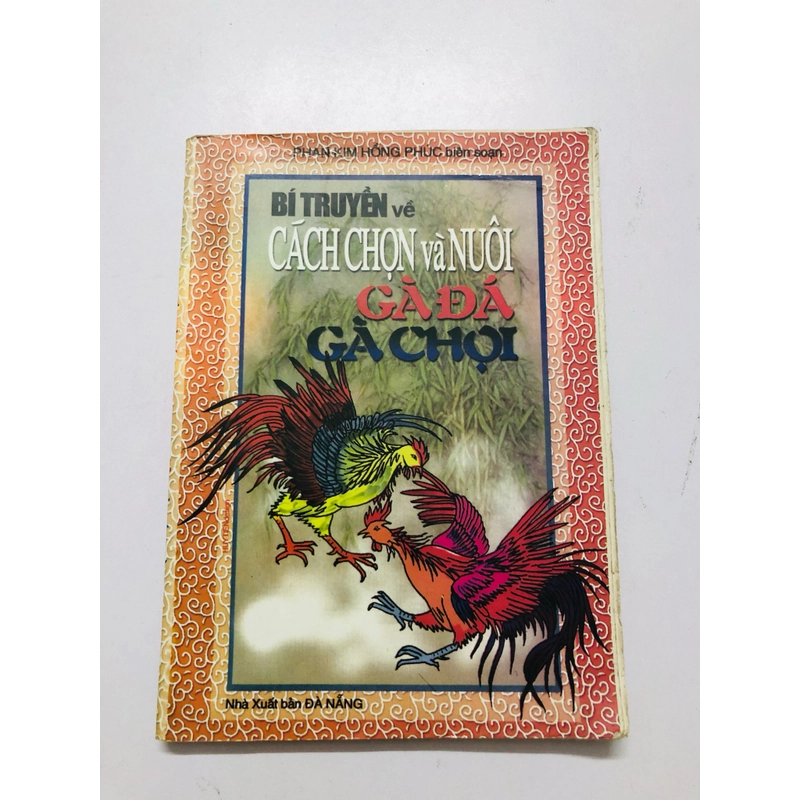 PHAN KIM HỒNG PHÚC biên soạn
BÍ TRUYỀN về
CÁCH CHỌN và NUÔI
GÀ ĐÁ
GÀ CHỌI
Nhà Xuất bản ĐÀ NẴNG